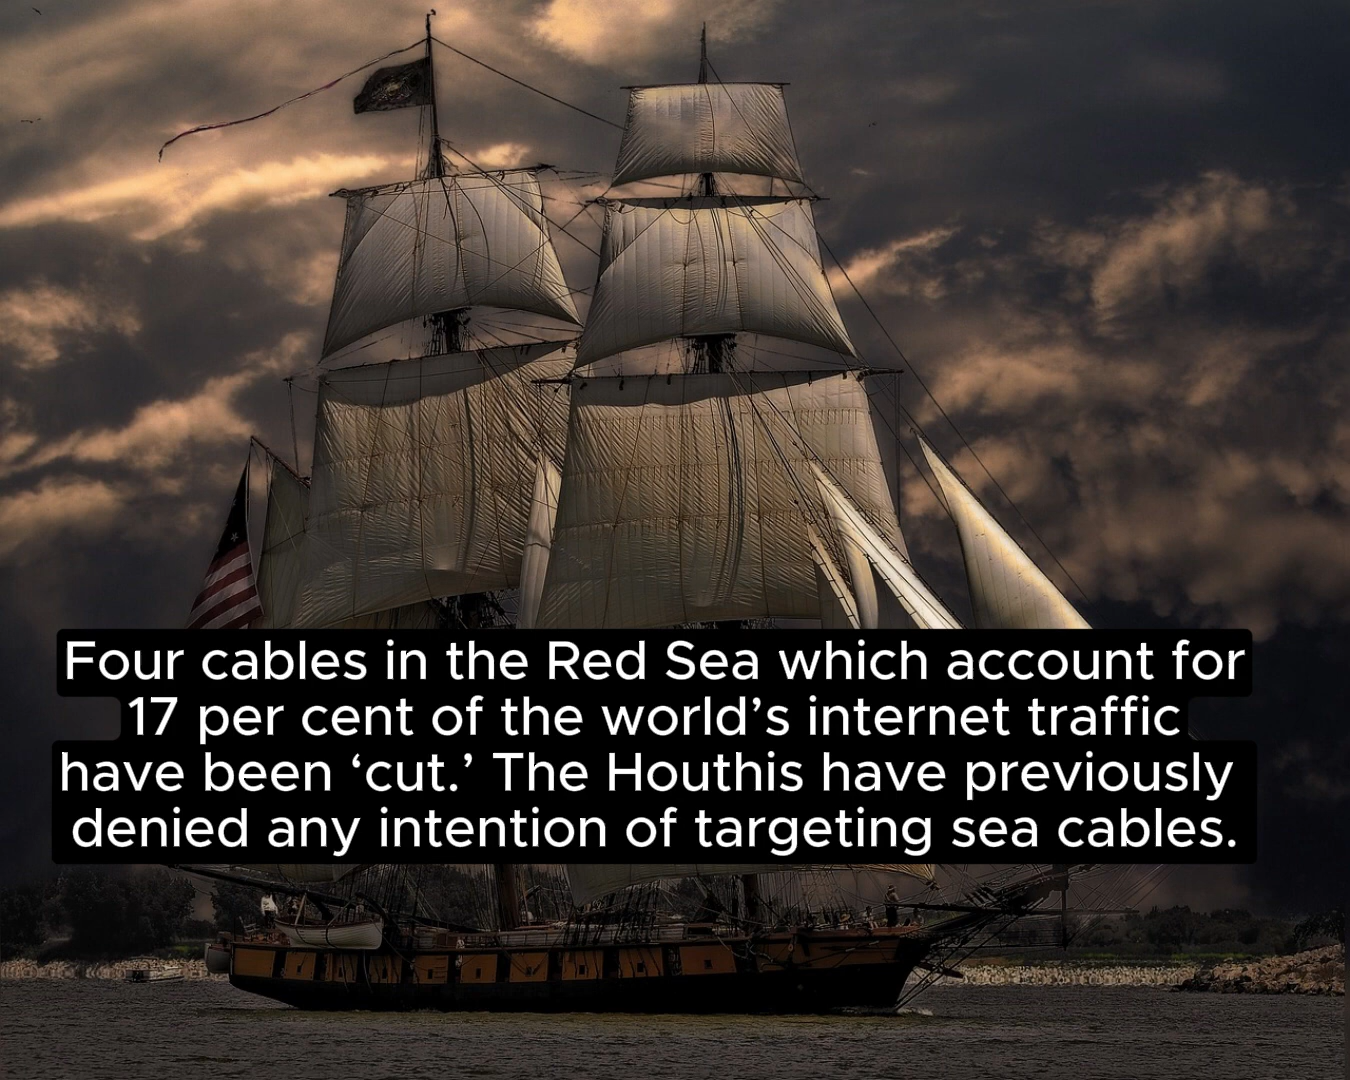 Four cables in the Red Sea which account for
17 per cent of the world’s internet traffic
have been ‘cut.’ The Houthis have previously
denied any intention of targeting sea cables.